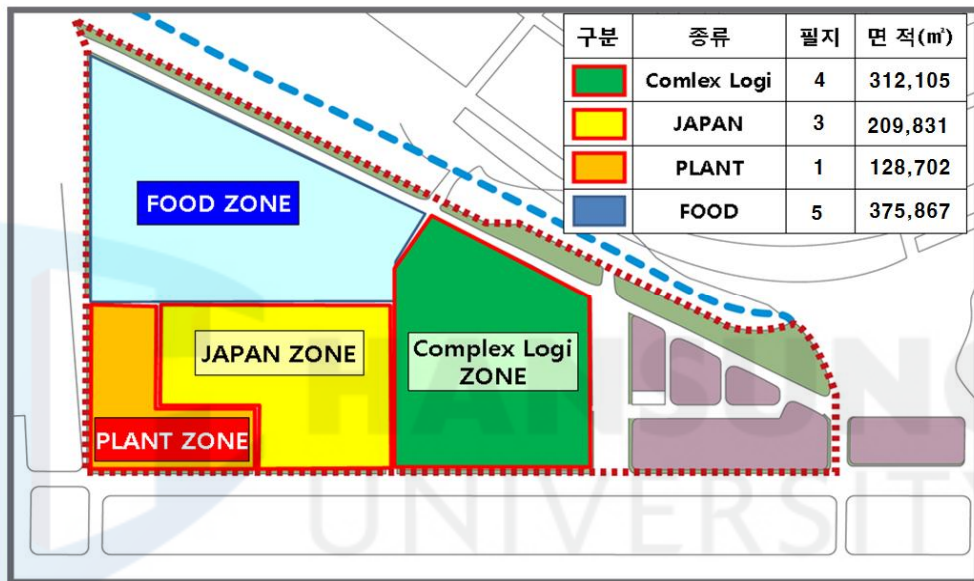 구분 종류 필지 면 적(㎡)
Comlex Logi 4 312,105
JAPAN 3 209,831
PLANT 1 128,702
FOOD 5 375,867
FOOD ZONE
JAPAN ZONE
Complex Logi
ZONE
PLANT ZONE
HANSUNG
UNIVERSITY